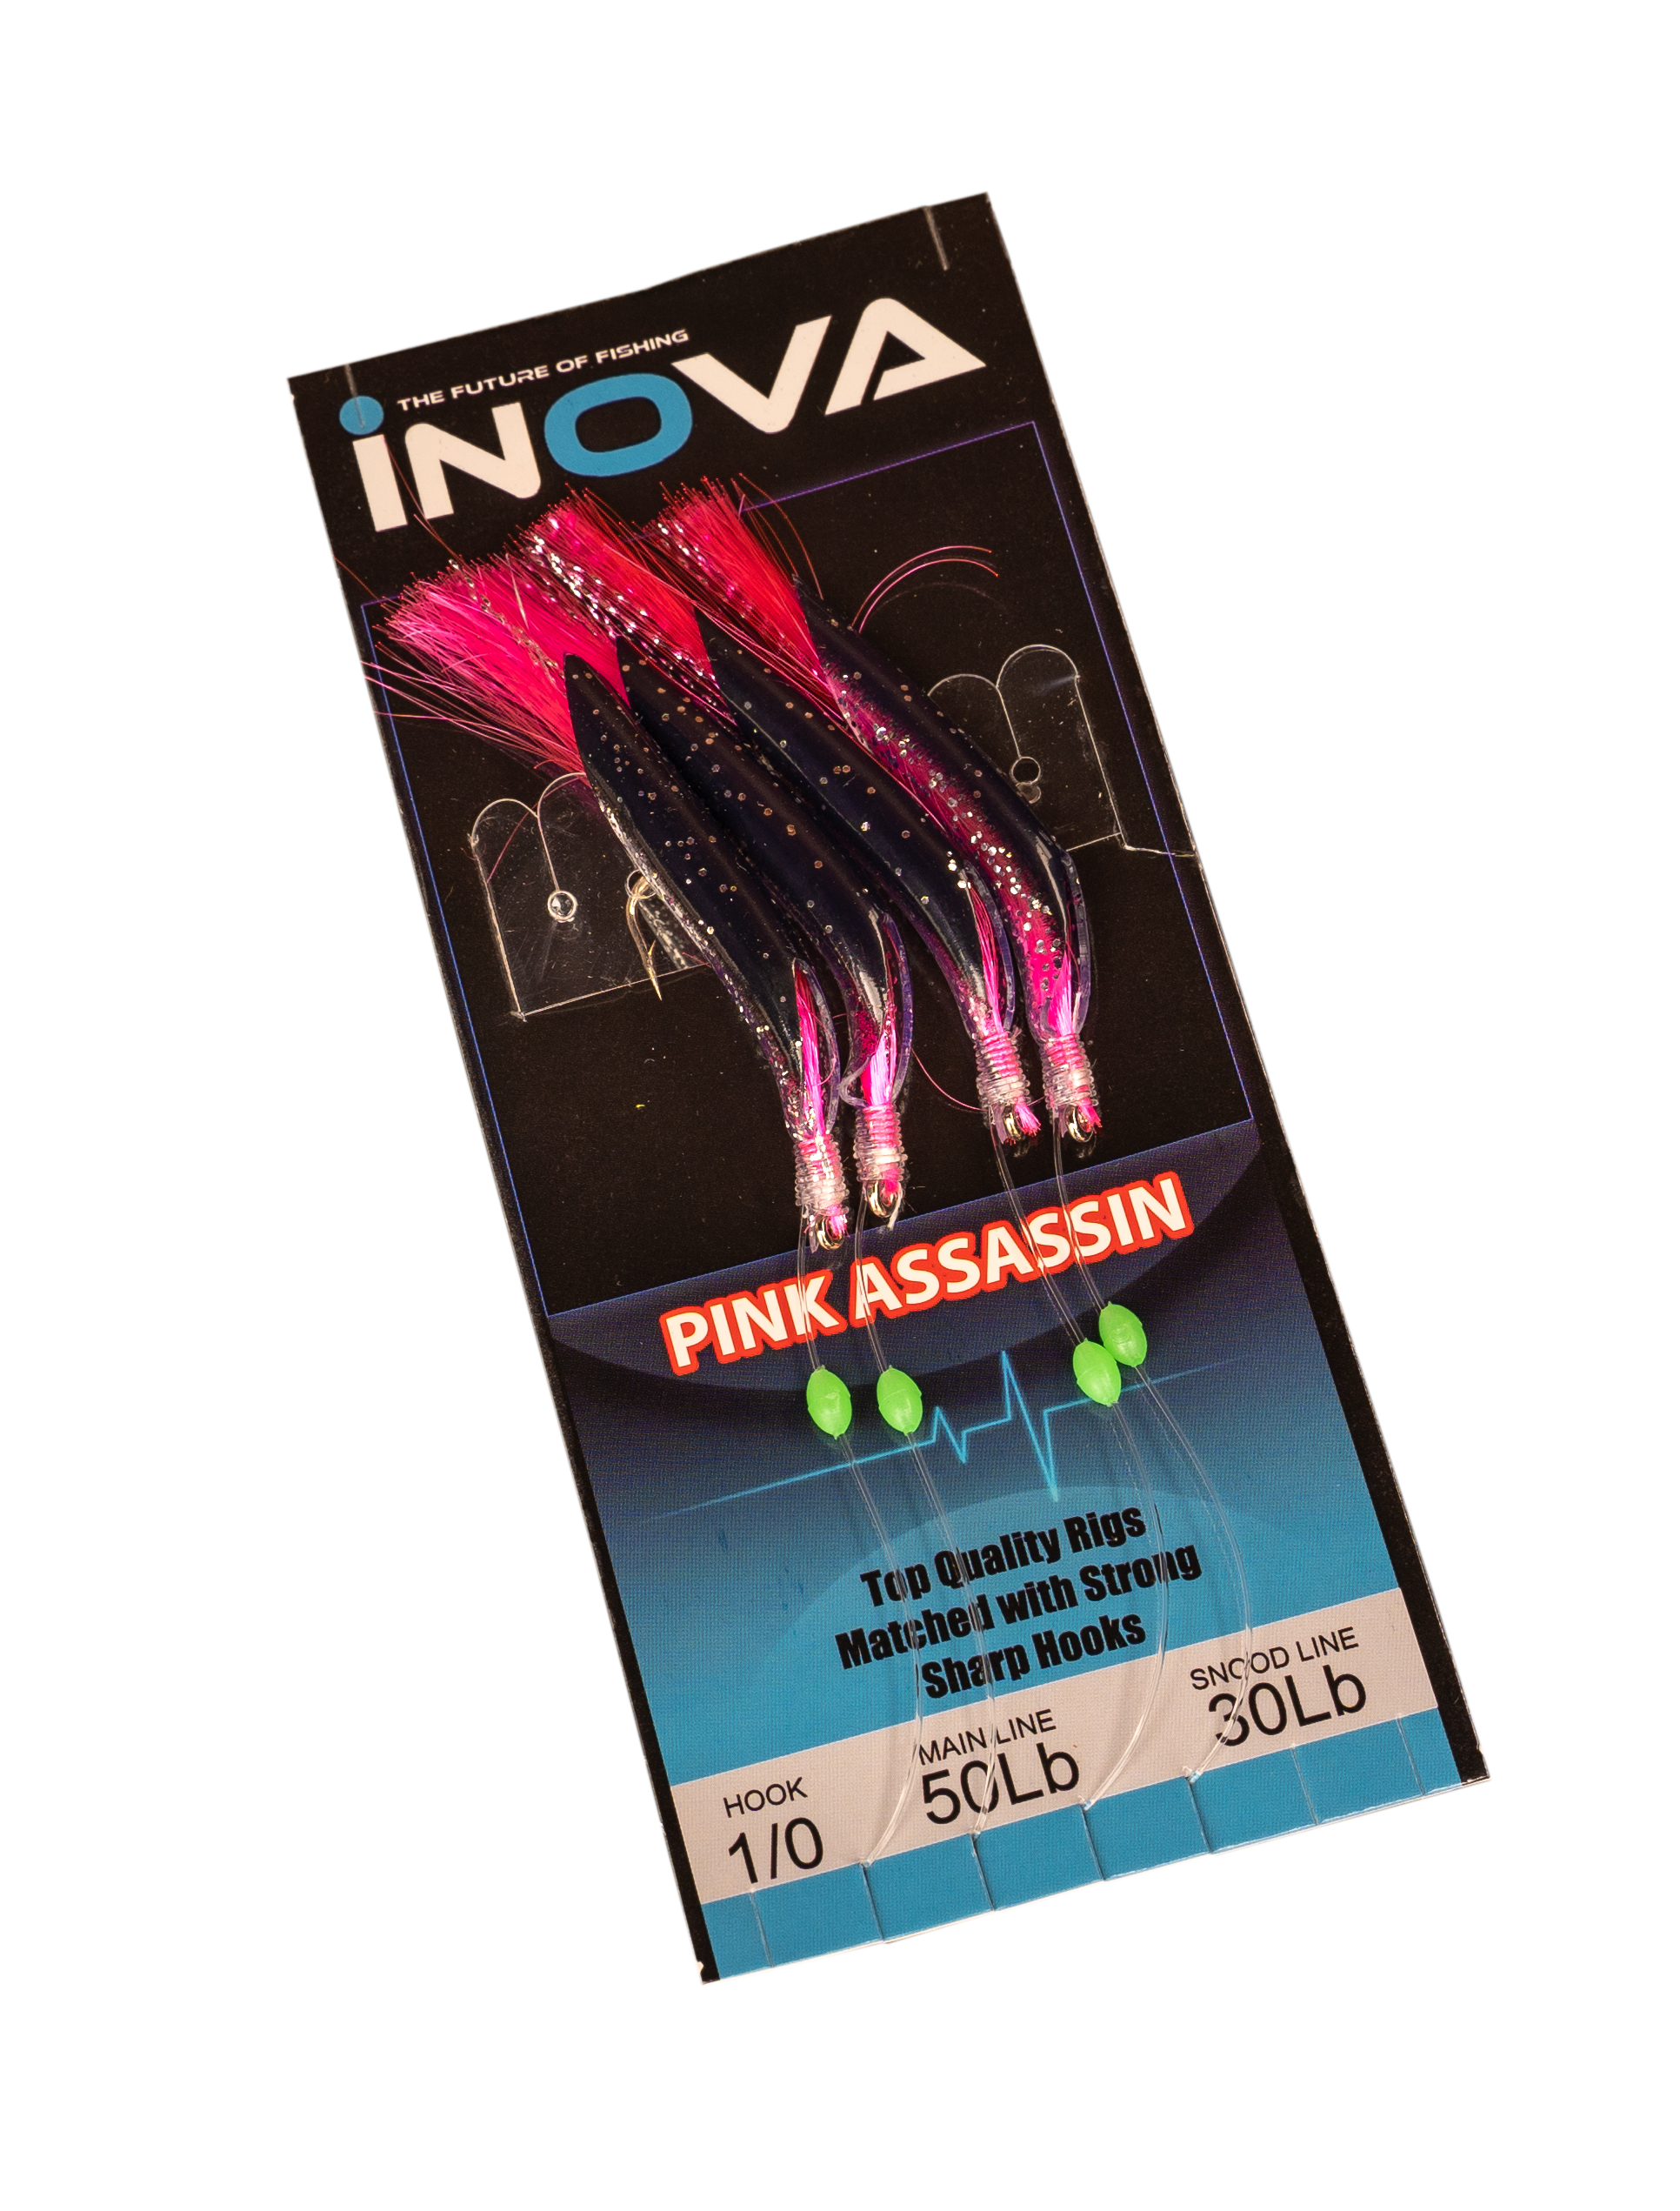 THE FUTURE OF FISHING
iNOVA
PINK ASSASSIN
Top Quality Rigs
Matched with Strong
Sharp Hooks
HOOK
1/0
MAIN LINE
50Lb
SNOOD LINE
30Lb